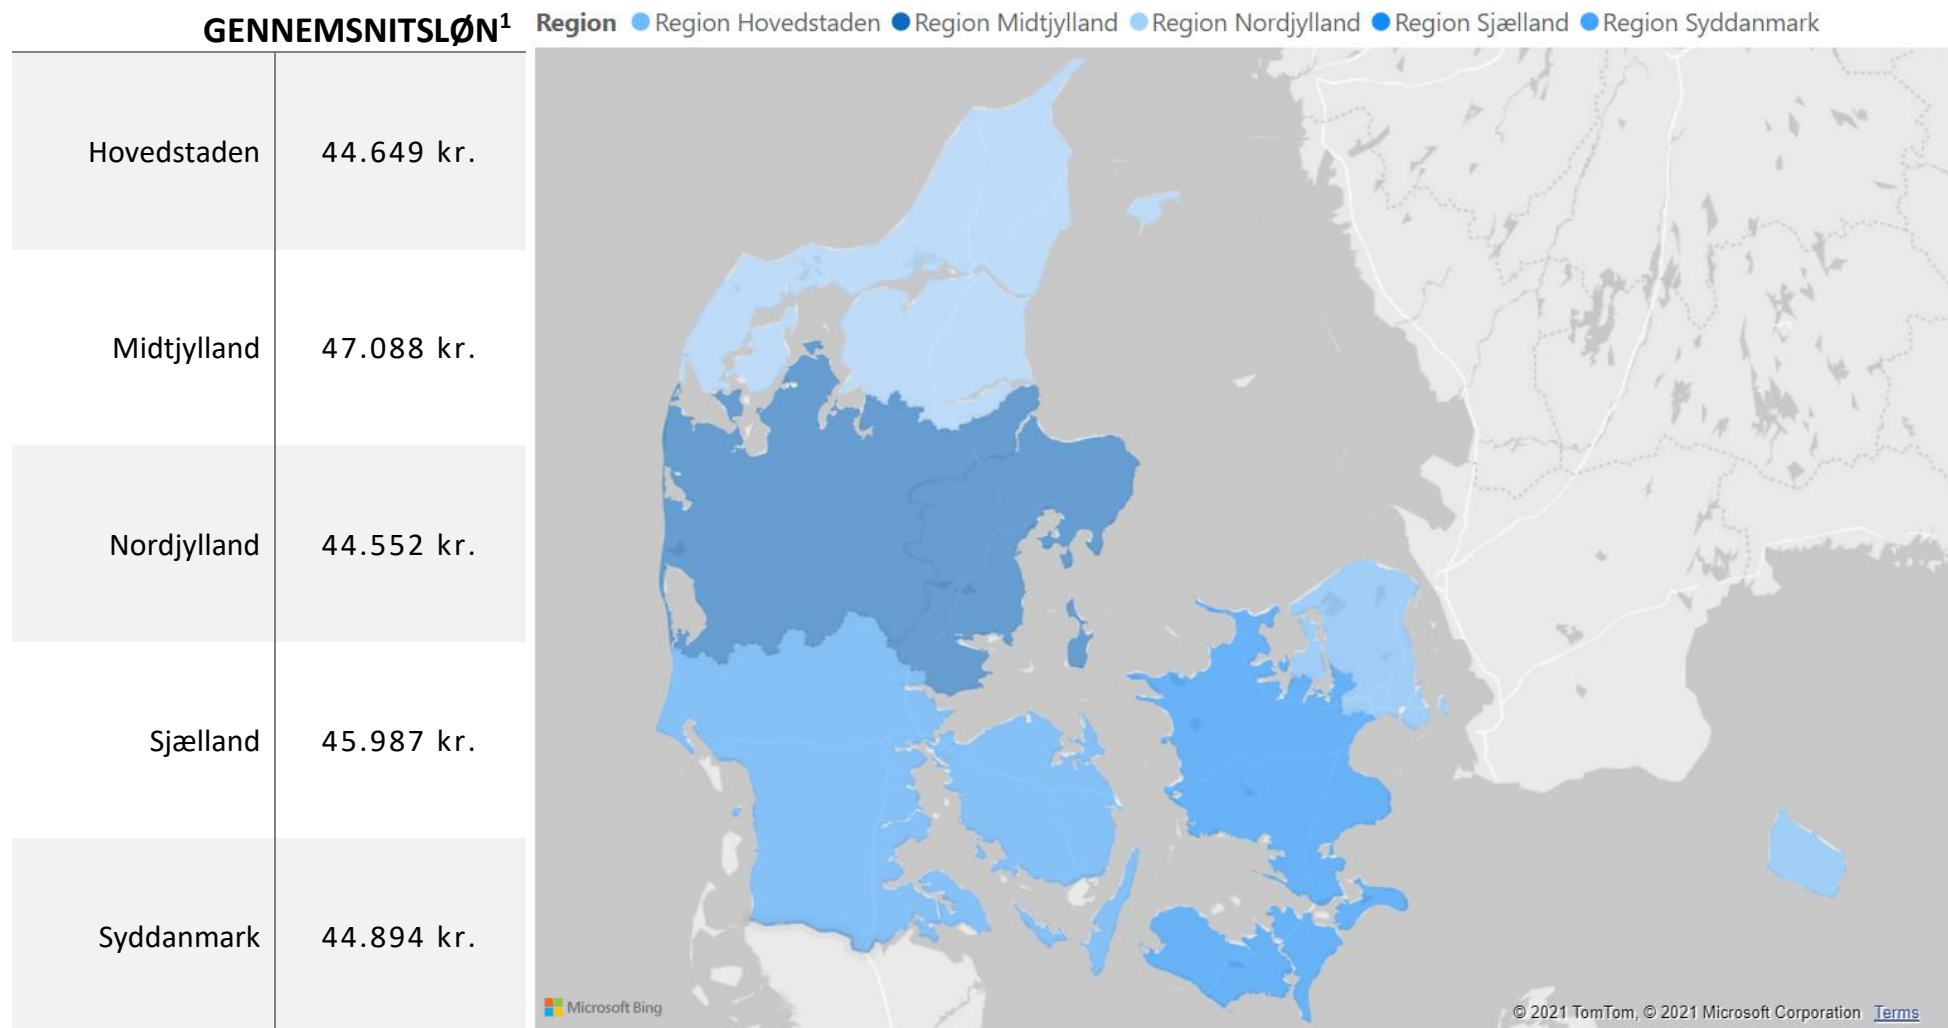 GENNEMSNITSLØN¹
Hovedstaden 44.649 kr.
Midtjylland 47.088 kr.
Nordjylland 44.552 kr.
Sjælland 45.987 kr.
Syddanmark 44.894 kr.
Region Region Hovedstaden Region Midtjylland Region Nordjylland Region Sjælland Region Syddanmark
Microsoft Bing
© 2021 TomTom, © 2021 Microsoft Corporation Terms